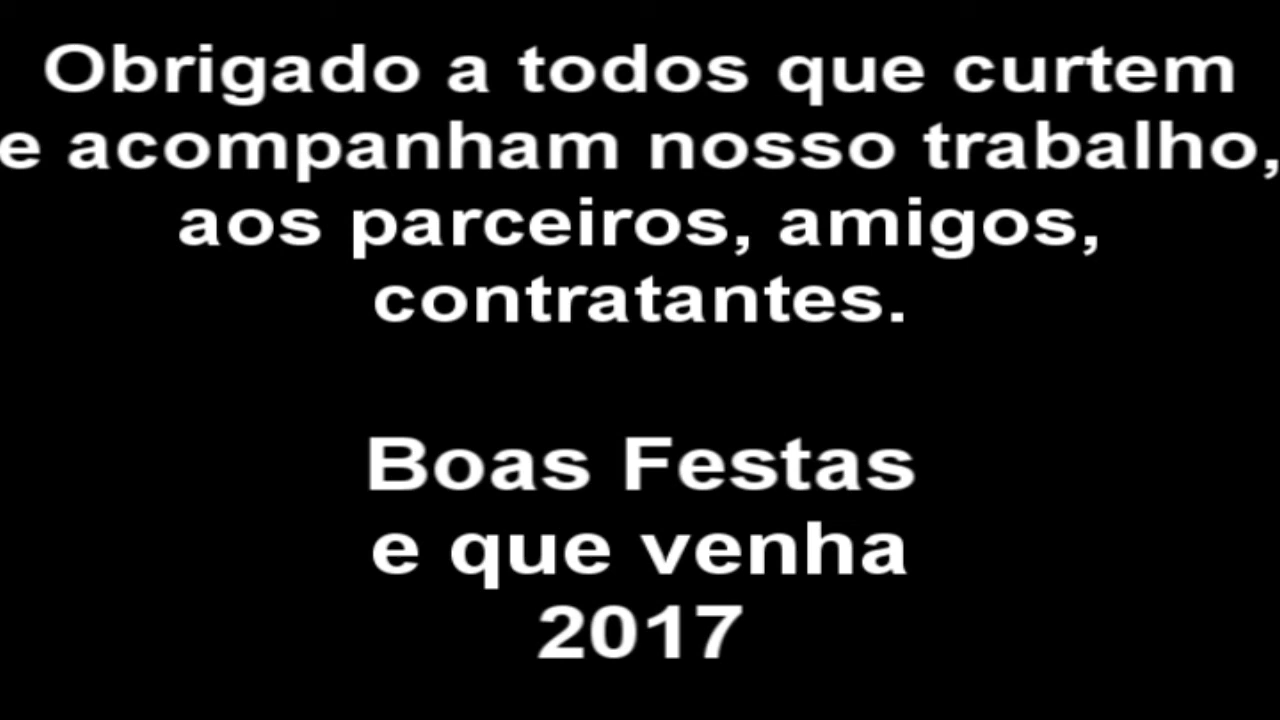 Obrigado a todos que curtem
e acompanham nosso trabalho,
aos parceiros, amigos,
contratantes.
Boas Festas
e que venha
2017